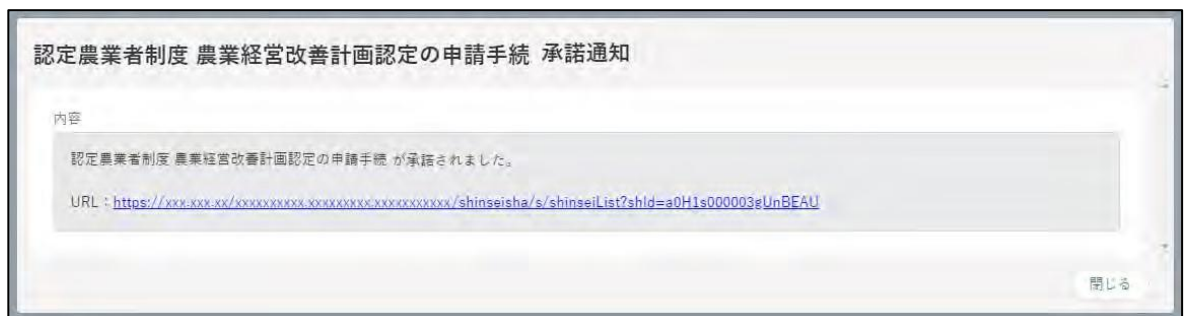 認定農業者制度 農業経営改善計画認定の申請手続 承諾通知
内容
認定農業者制度 農業経営改善計画認定の申請手続 が承諾されました。
URL：https://xxx.xxx.xx/xxxxxxxxxx.xxxxxxxxx.xxxxxxxxxxx/shinseisha/s/shinseiList?shId=a0H1s000003gUnBEAU
閉じる